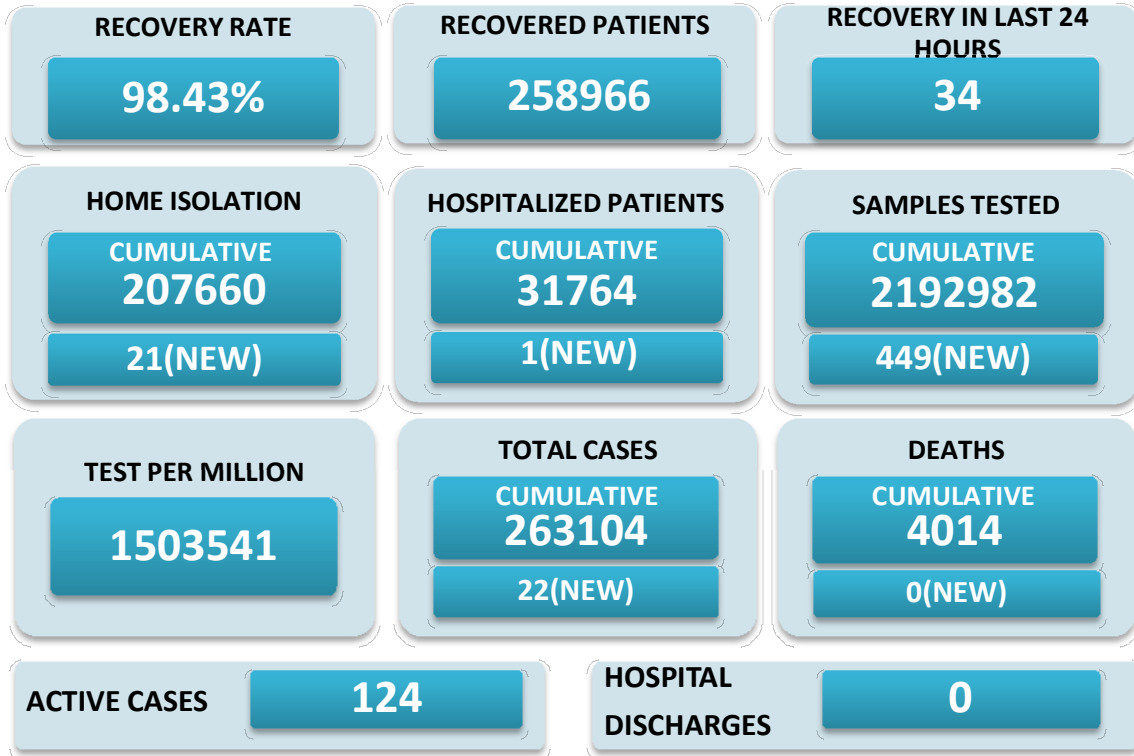 RECOVERY RATE
98.43%
RECOVERED PATIENTS
258966
RECOVERY IN LAST 24
HOURS
34
HOME ISOLATION
CUMULATIVE
207660
21(NEW)
HOSPITALIZED PATIENTS
CUMULATIVE
31764
1(NEW)
SAMPLES TESTED
CUMULATIVE
2192982
449(NEW)
TEST PER MILLION
1503541
TOTAL CASES
CUMULATIVE
263104
22(NEW)
DEATHS
CUMULATIVE
4014
0(NEW)
ACTIVE CASES
124
HOSPITAL
DISCHARGES
0